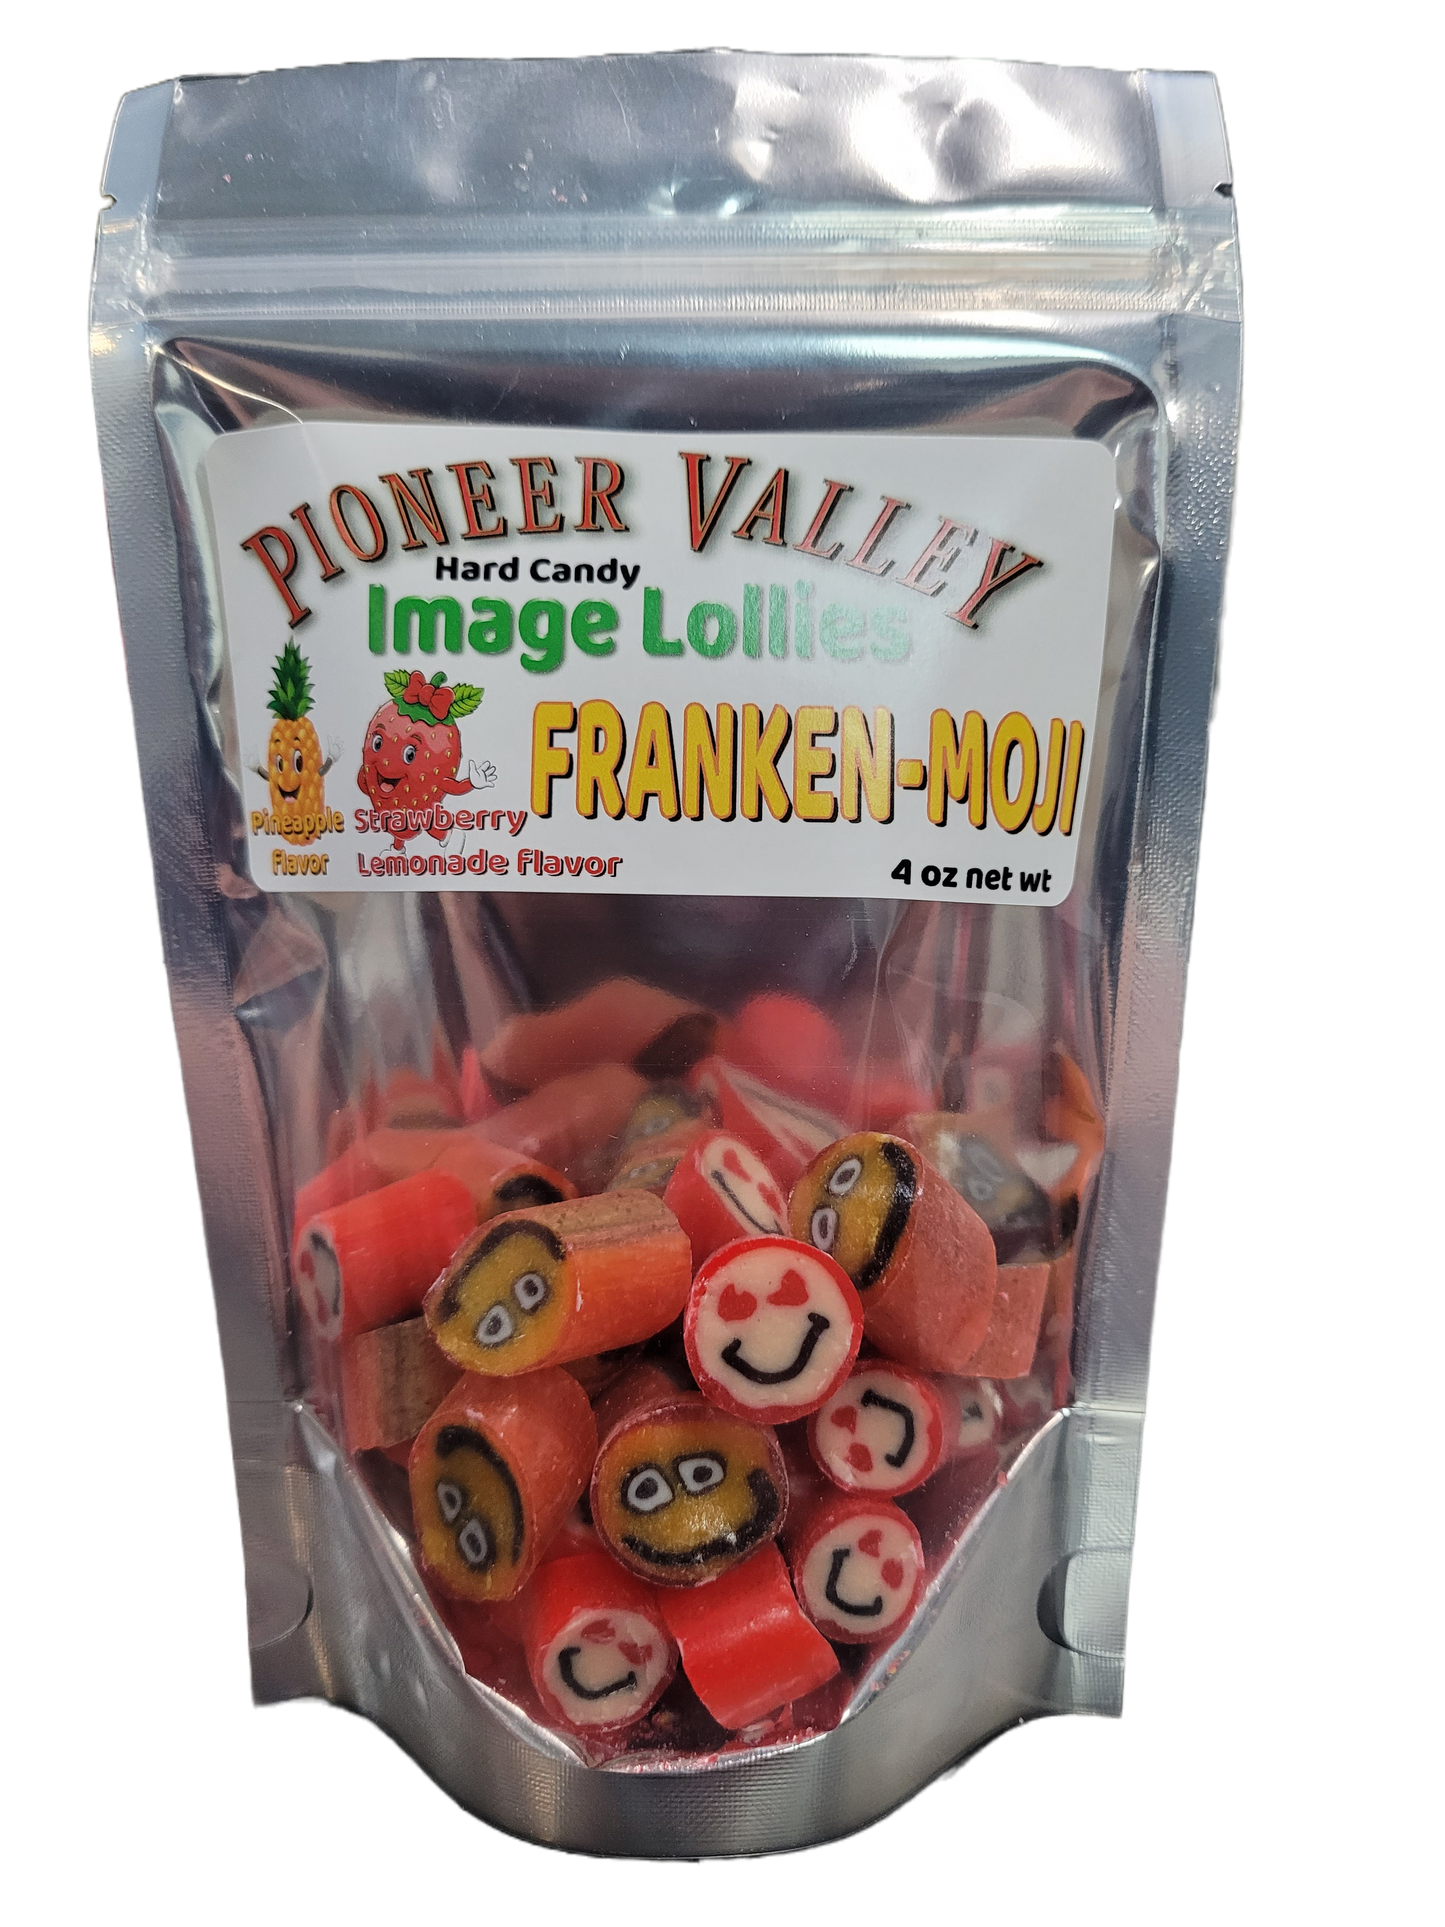 PIONEER VALLEY
Hard Candy
Image Lollies
FRANKEN-MOJI
Pineapple
flavor
Strawberry
Lemonade flavor
4 oz net wt